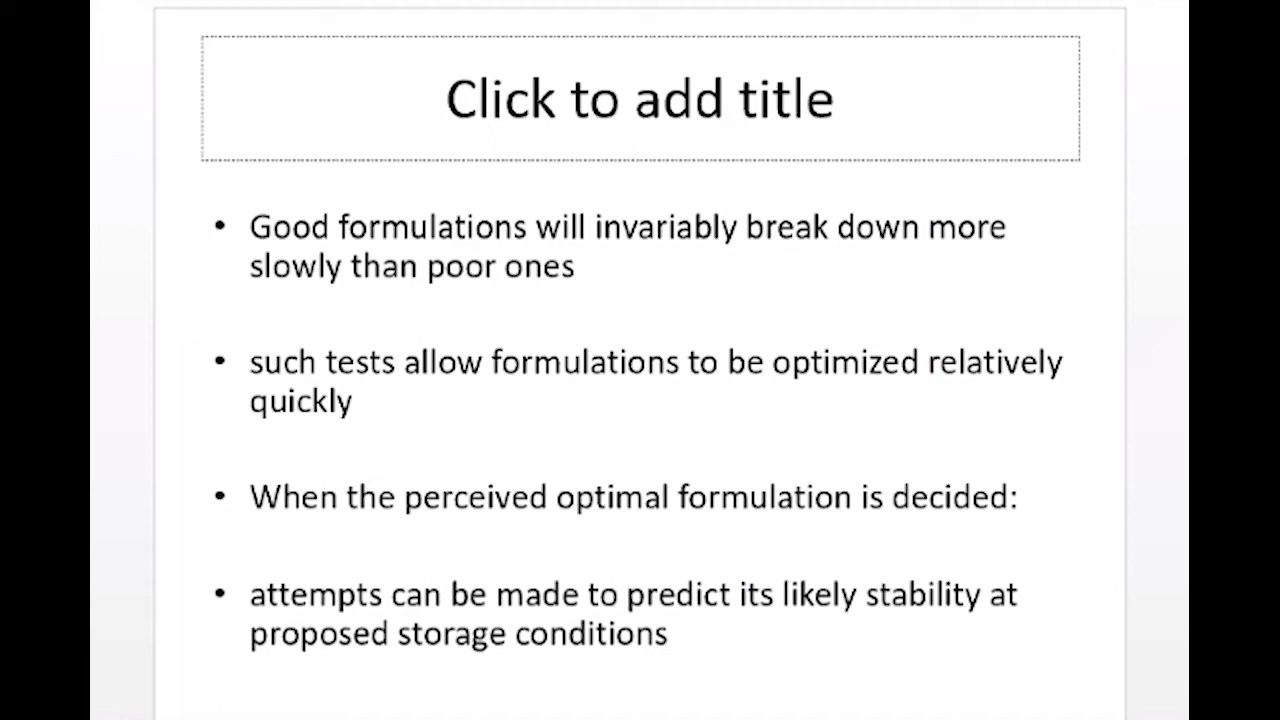 Click to add title
• Good formulations will invariably break down more
slowly than poor ones
• such tests allow formulations to be optimized relatively
quickly
• When the perceived optimal formulation is decided:
• attempts can be made to predict its likely stability at
proposed storage conditions